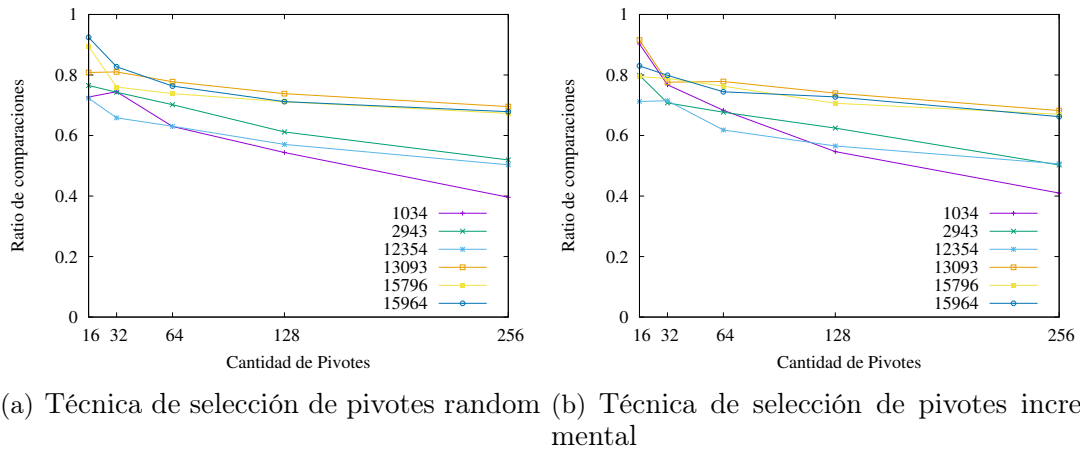 1
0.8
0.6
0.4
0.2
0
Ratio de comparaciones
16 32 64 128 256
Cantidad de Pivotes
1034
2943
12354
13093
15796
15964
(a) Técnica de selección de pivotes random
1
0.8
0.6
0.4
0.2
0
Ratio de comparaciones
16 32 64 128 256
Cantidad de Pivotes
1034
2943
12354
13093
15796
15964
(b) Técnica de selección de pivotes incre
mental